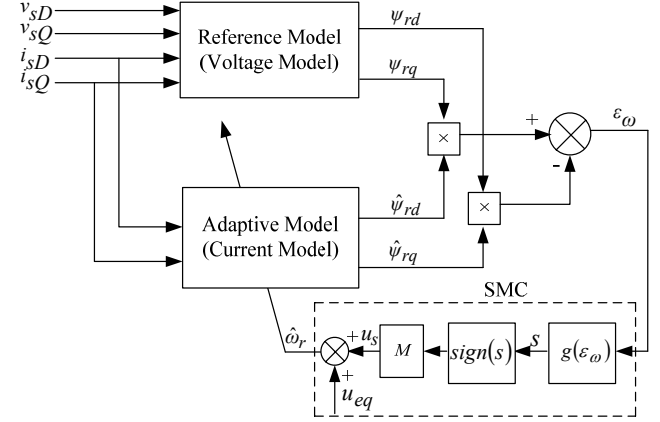 v_sD
v_sQ
i_sD
i_sQ
Reference Model
(Voltage Model)
ψ_rd
ψ_rq
×
+
-
ε_ω
×
Adaptive Model
(Current Model)
ψ̂_rd
ψ̂_rq
SMC
ω̂_r
+
u_s
M
sign(s)
s
g(ε_ω)
+
u_eq